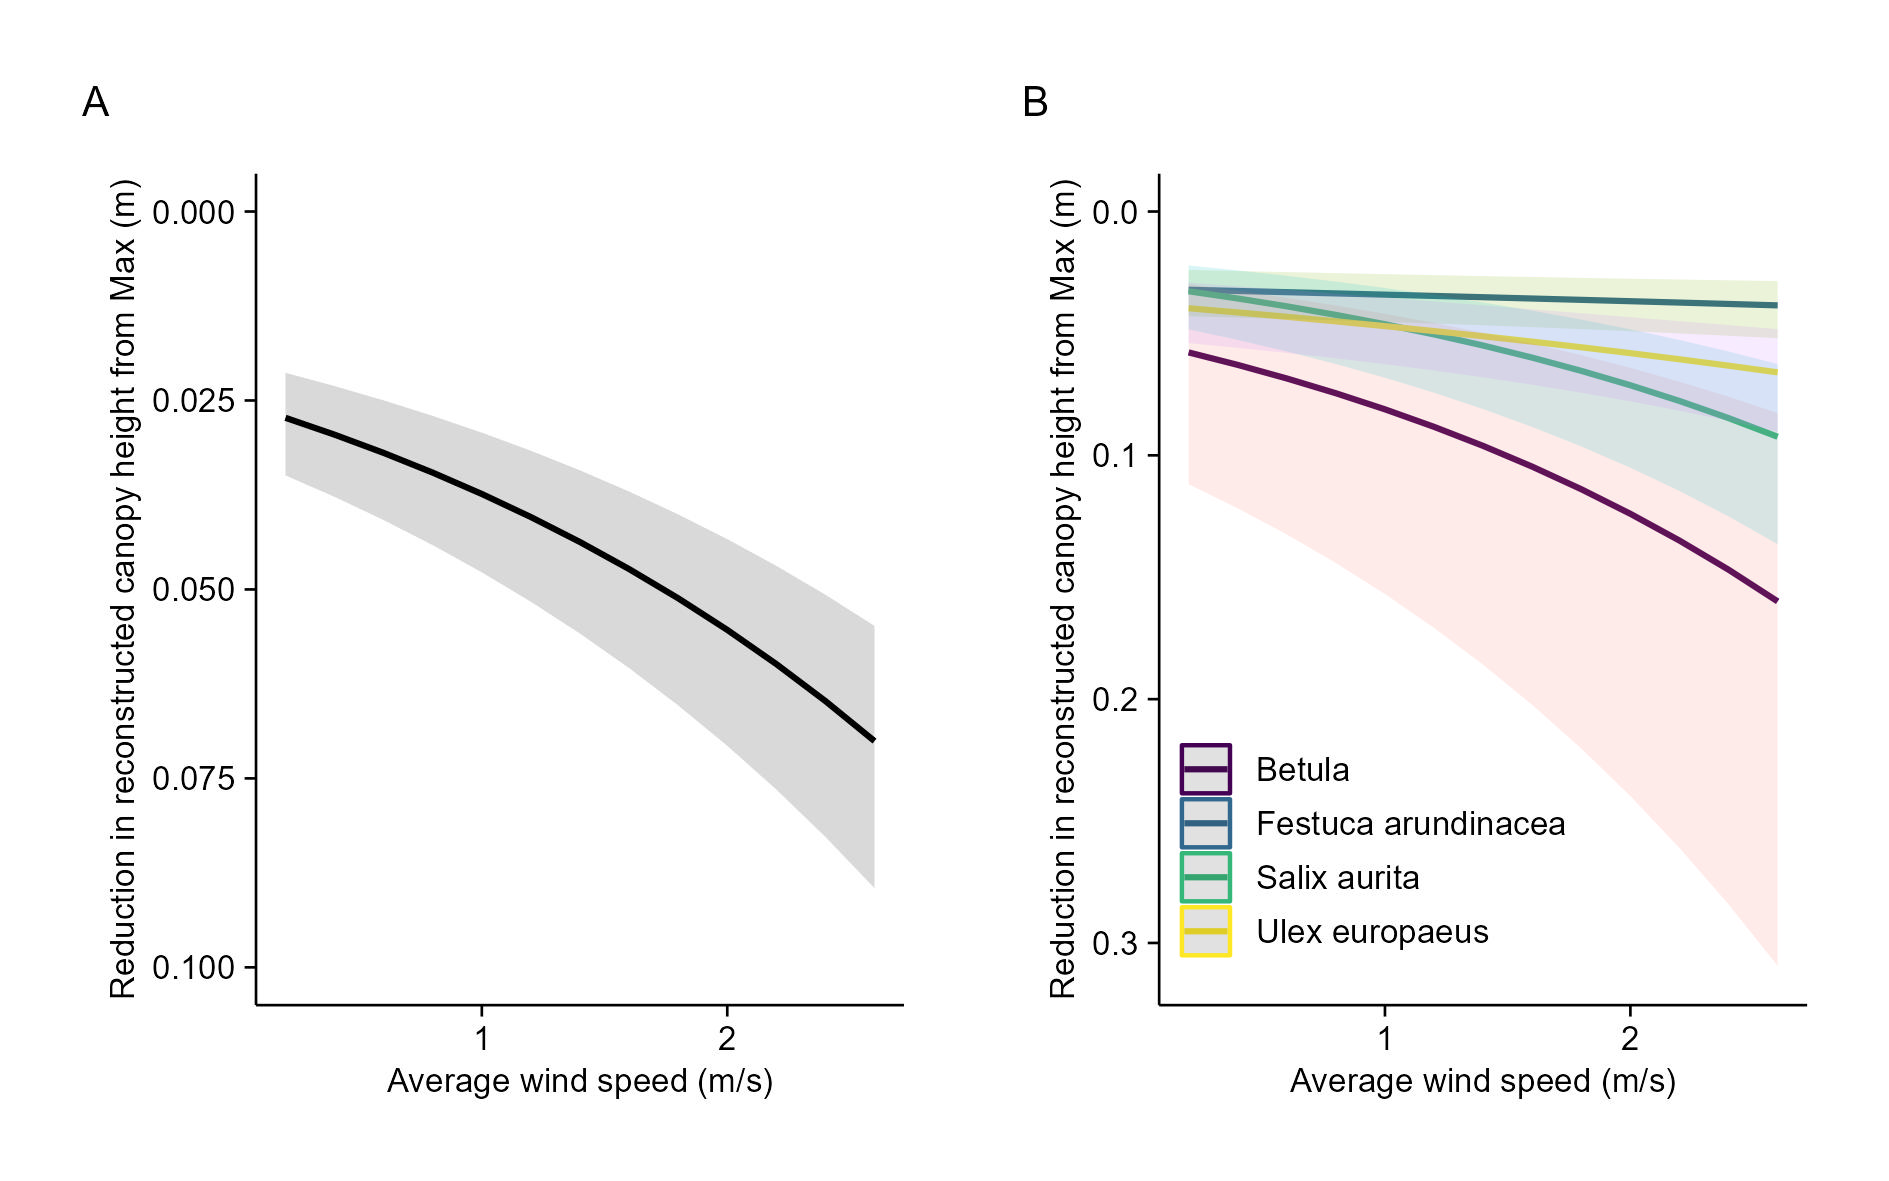 A
Reduction in reconstructed canopy height from Max (m)
0.000
0.025
0.050
0.075
0.100
1
2
Average wind speed (m/s)
B
Reduction in reconstructed canopy height from Max (m)
0.0
0.1
0.2
0.3
Betula
Festuca arundinacea
Salix aurita
Ulex europaeus
1
2
Average wind speed (m/s)